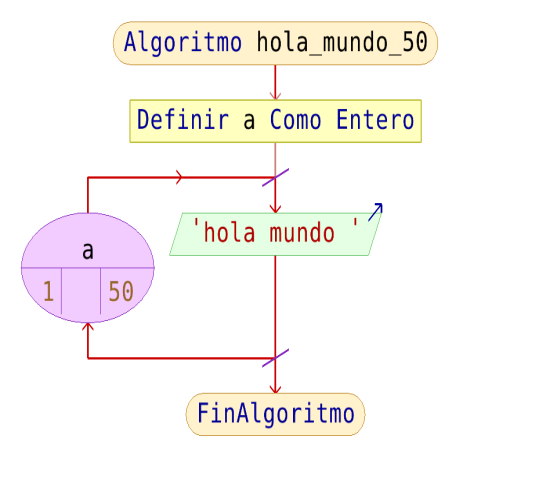 Algoritmo hola_mundo_50
Definir a Como Entero
'hola mundo '
a
1 50
FinAlgoritmo